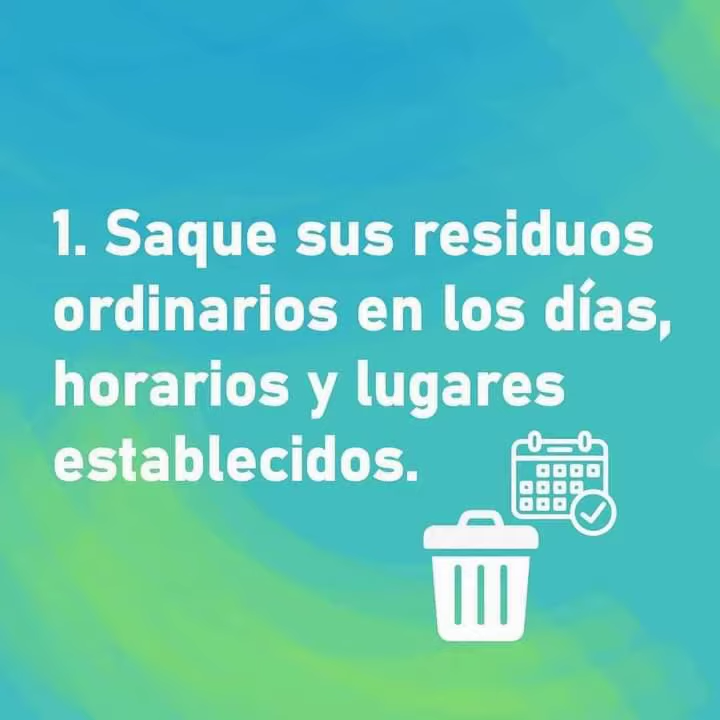 1. Saque sus residuos
ordinarios en los días,
horarios y lugares
establecidos.